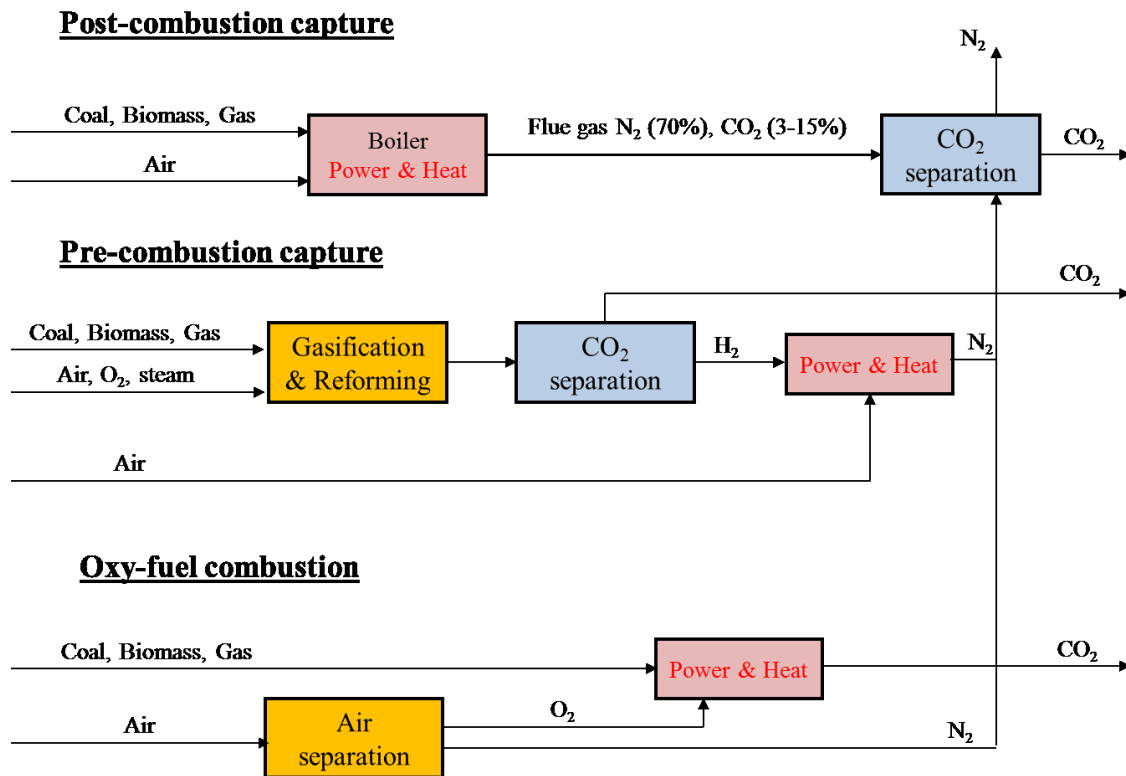 Post-combustion capture
N₂
Coal, Biomass, Gas
Air
Boiler
Power & Heat
Flue gas N₂ (70%), CO₂ (3-15%)
CO₂
separation
CO₂
Pre-combustion capture
CO₂
Coal, Biomass, Gas
Air, O₂, steam
Gasification
& Reforming
CO₂
separation
H₂
Power & Heat
N₂
Air
Oxy-fuel combustion
Coal, Biomass, Gas
Power & Heat
CO₂
Air
Air
separation
O₂
N₂